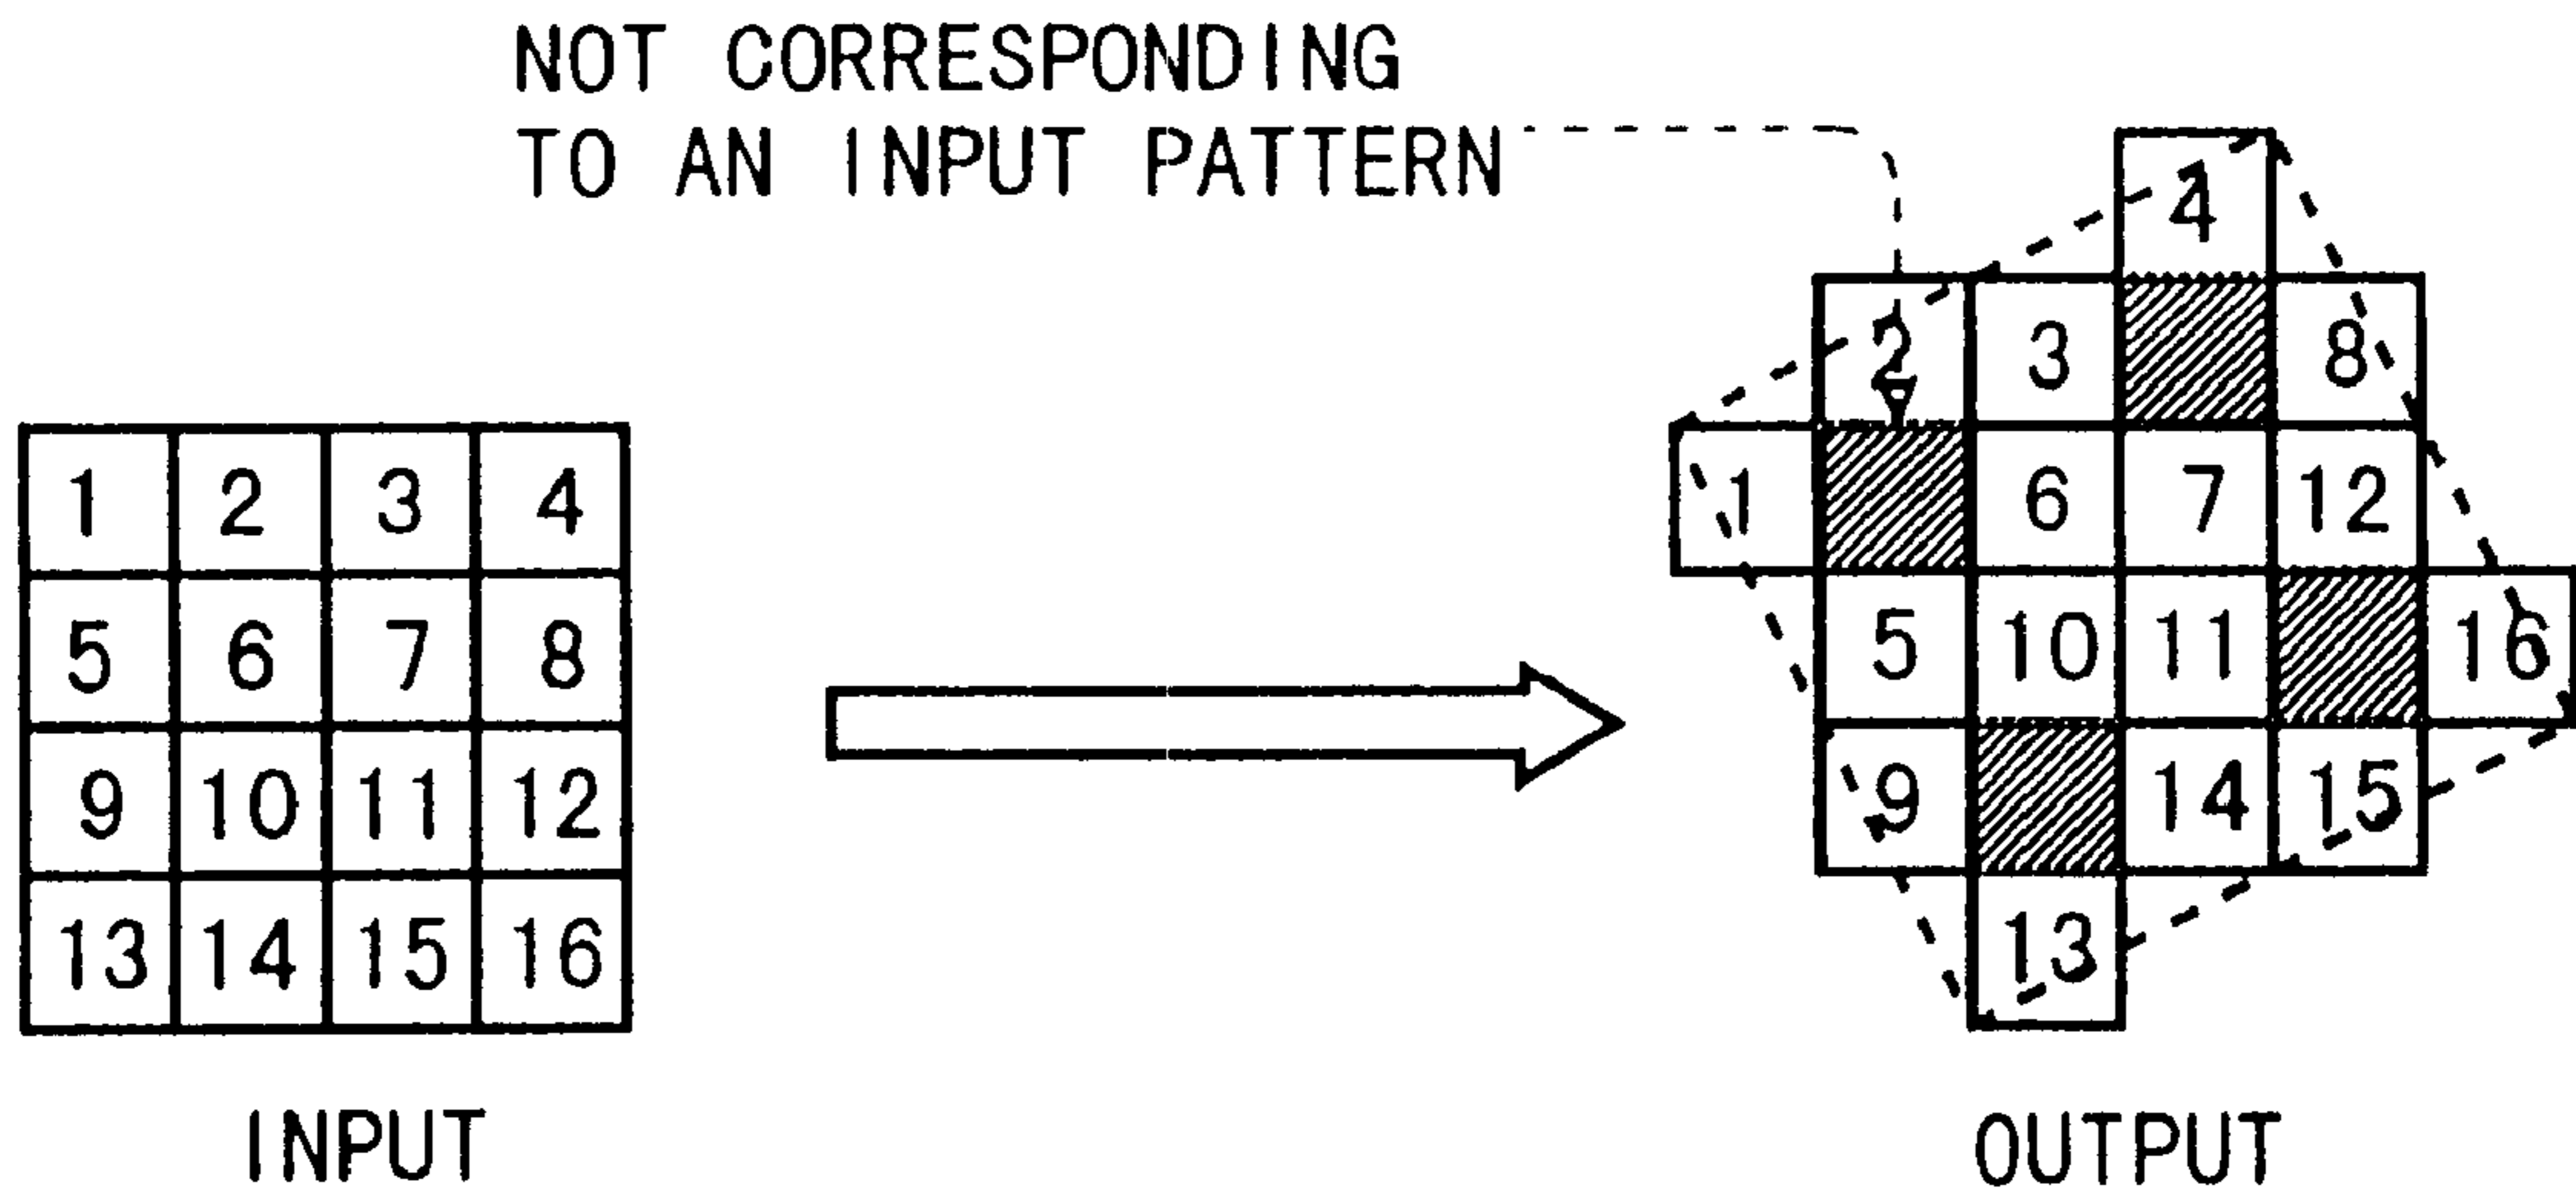 NOT CORRESPONDING
TO AN INPUT PATTERN
1 2 3 4
5 6 7 8
9 10 11 12
13 14 15 16
INPUT
4
2 3 8
1 6 7 12
5 10 11 16
9 14 15
13
OUTPUT